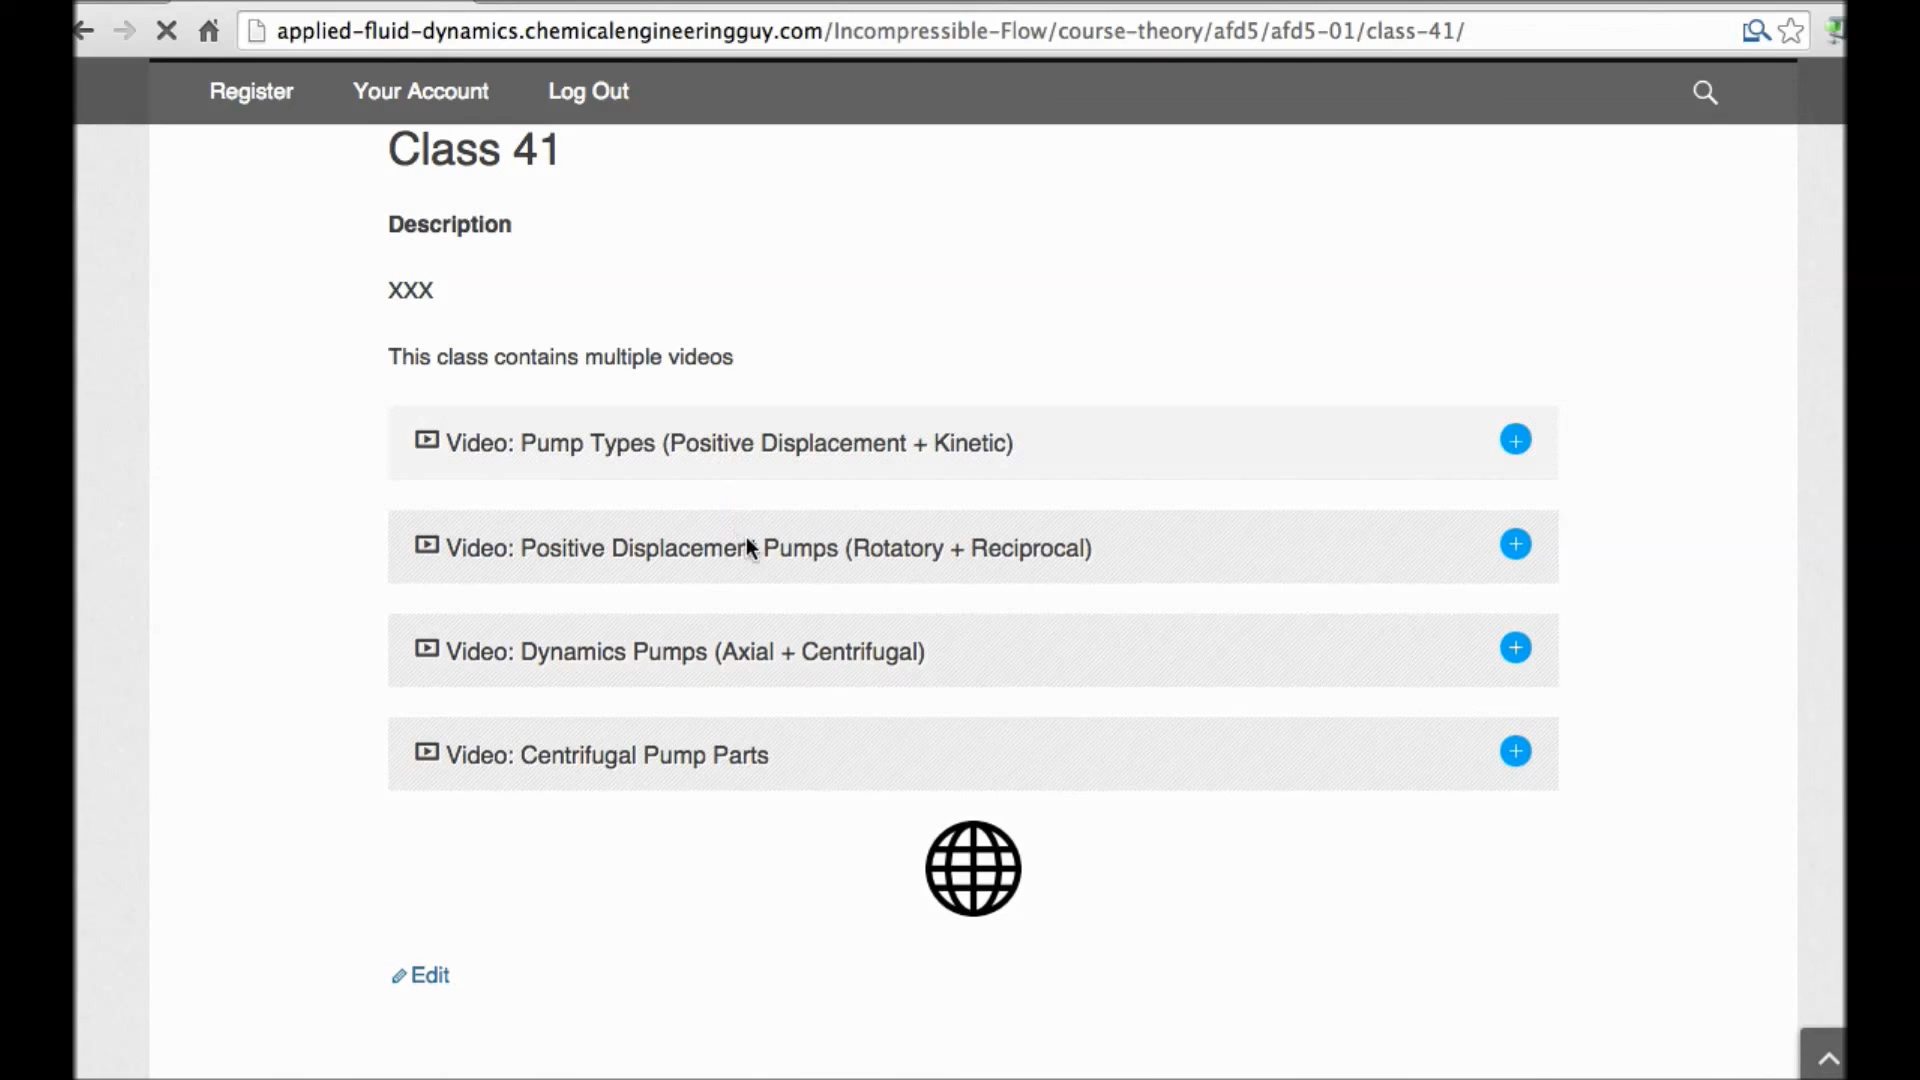 applied-fluid-dynamics.chemicalengineeringguy.com/Incompressible-Flow/course-theory/afd5/afd5-01/class-41/
Register Your Account Log Out
Class 41
Description
XXX
This class contains multiple videos
Video: Pump Types (Positive Displacement + Kinetic)
Video: Positive Displacement Pumps (Rotatory + Reciprocal)
Video: Dynamics Pumps (Axial + Centrifugal)
Video: Centrifugal Pump Parts
Edit